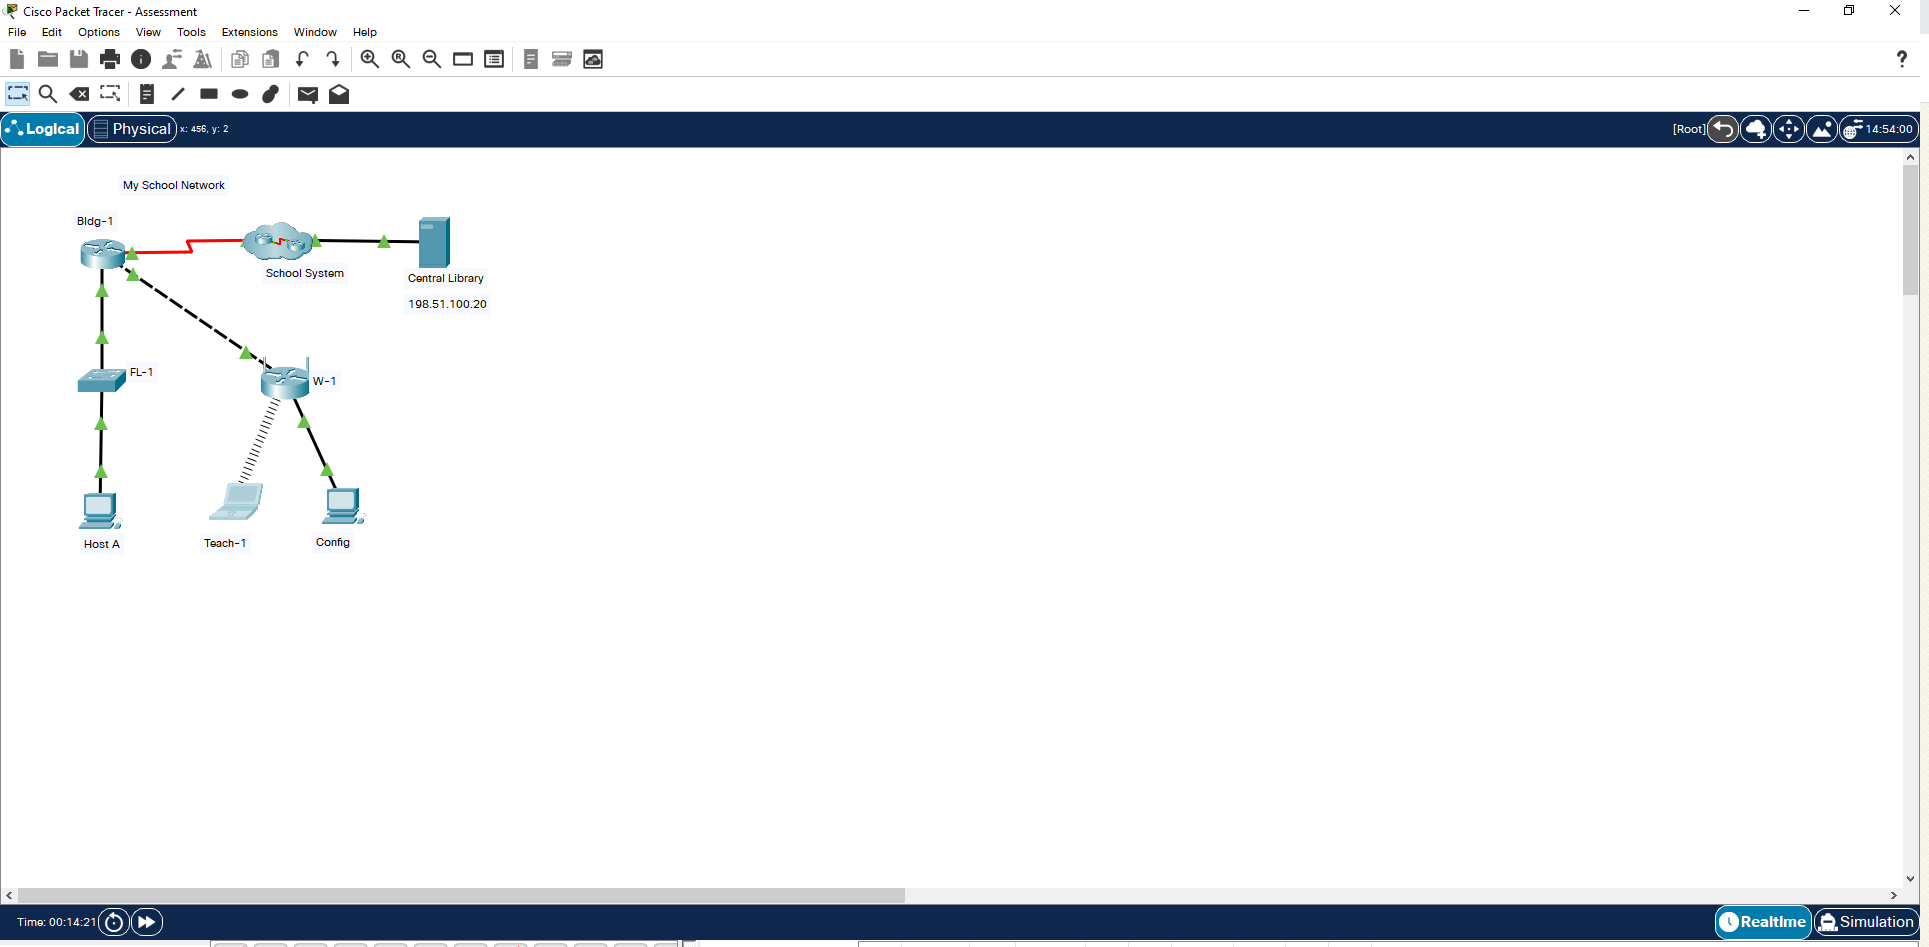 Cisco Packet Tracer - Assessment
File Edit Options View Tools Extensions Window Help
Logical Physical x: 456, y: 2 [Root] 14:54:00
My School Network
Bldg-1
School System
Central Library
198.51.100.20
FL-1
W-1
Host A
Teach-1
Config
Time: 00:14:21 Realtime Simulation